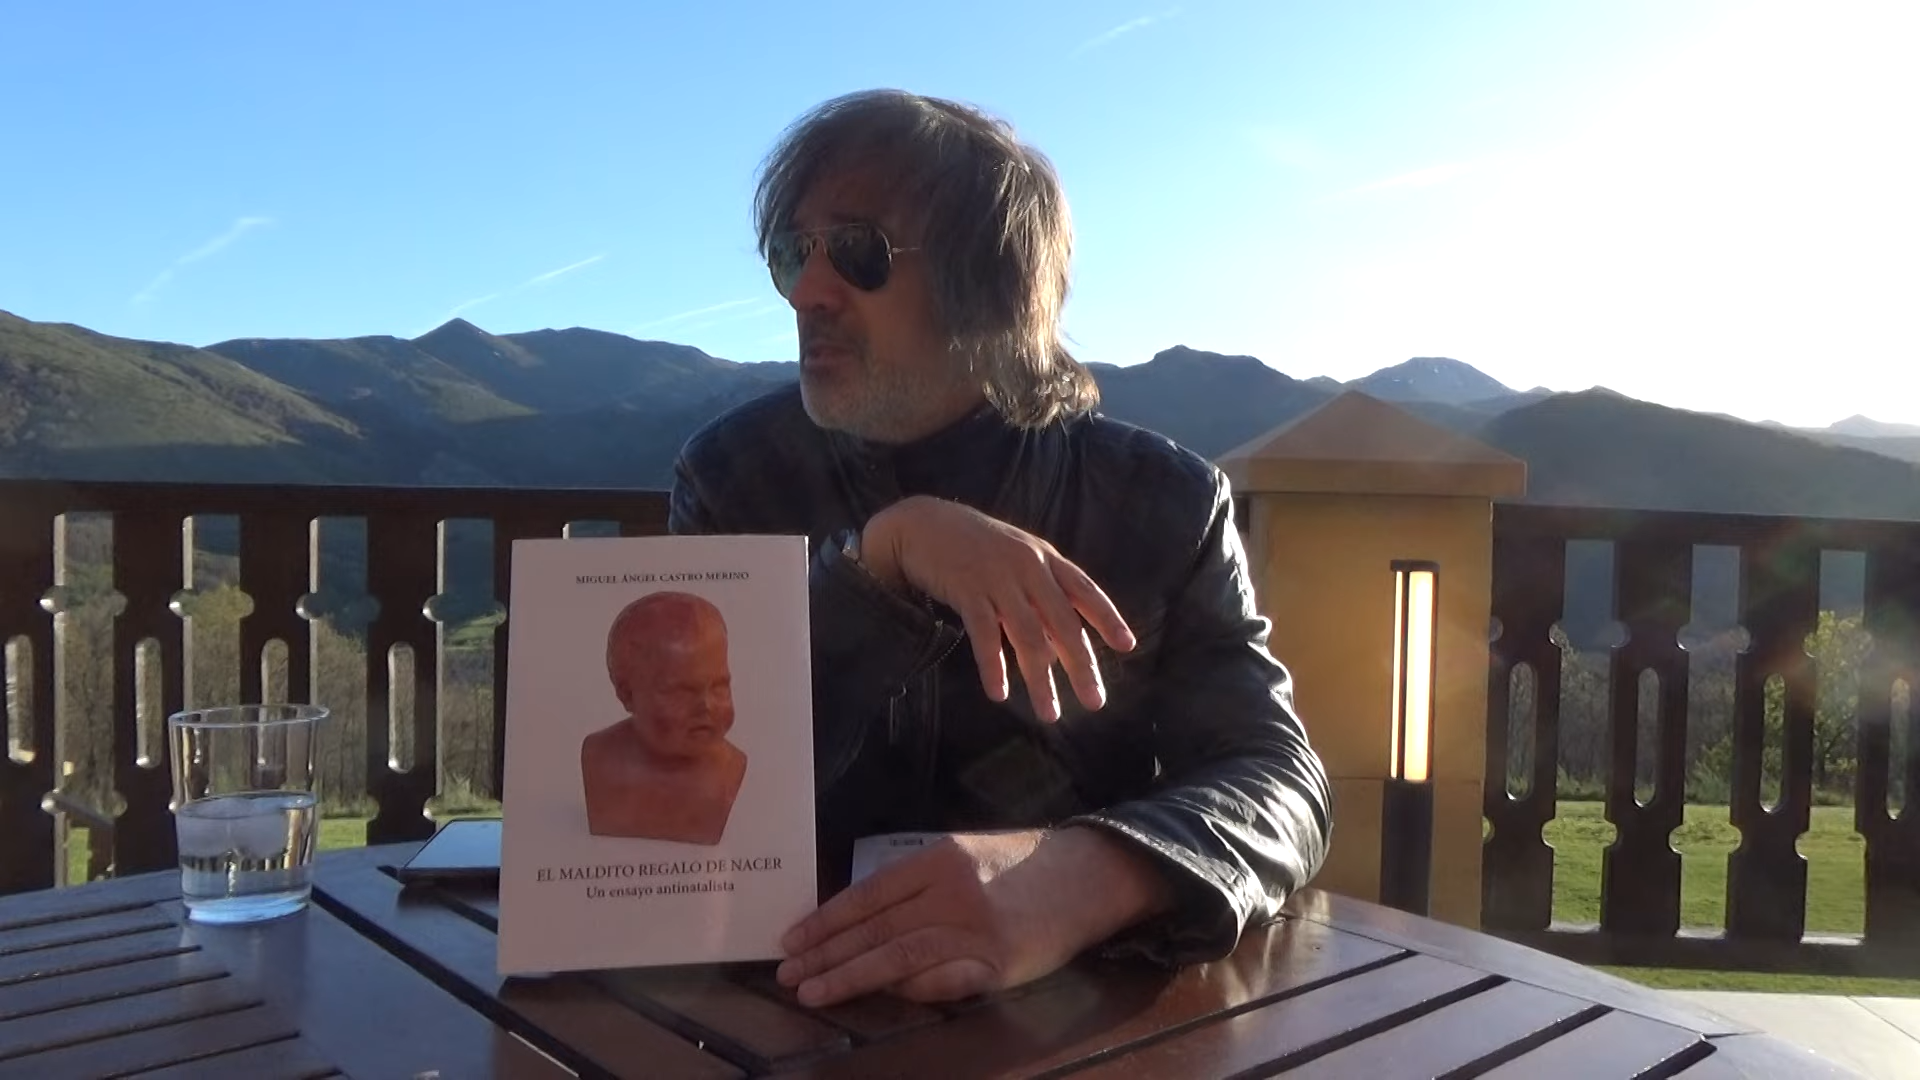 MIGUEL ÁNGEL CASTRO MERINO
EL MALDITO REGALO DE NACER
Un ensayo antinatalista